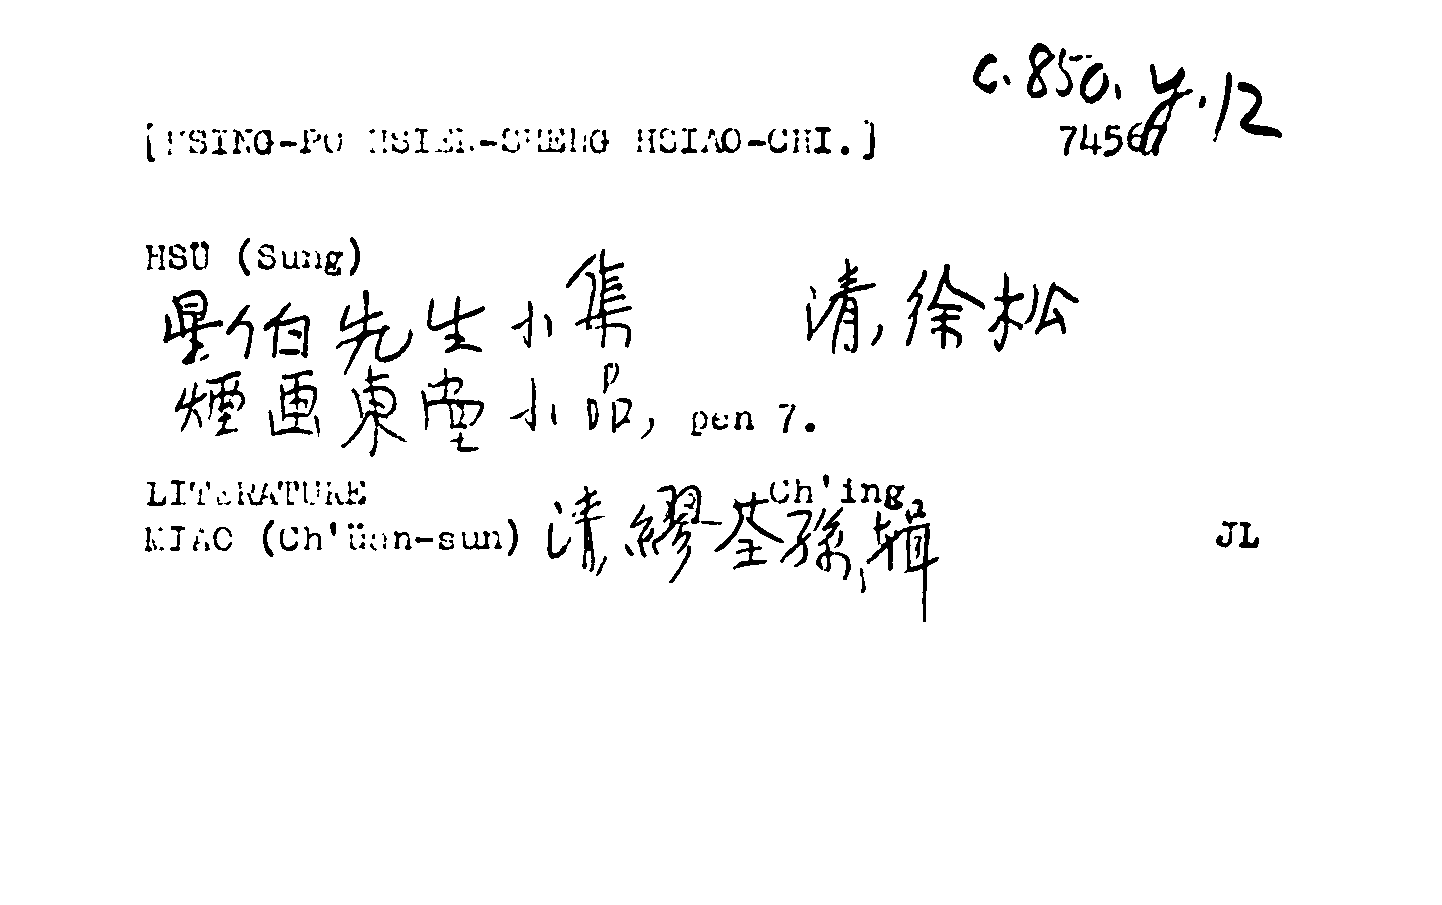 c.850.y.12
[HSING-PO HSIEN-SHENG HSIAO-CHI.] 7456
HSÜ (Sung)
星伯先生小集 清,徐松
煙画東堂小品, pen 7.
LITERATURE Ch'ing.
MIAO (Ch'üan-sun) 清,繆荃孫,輯 JL